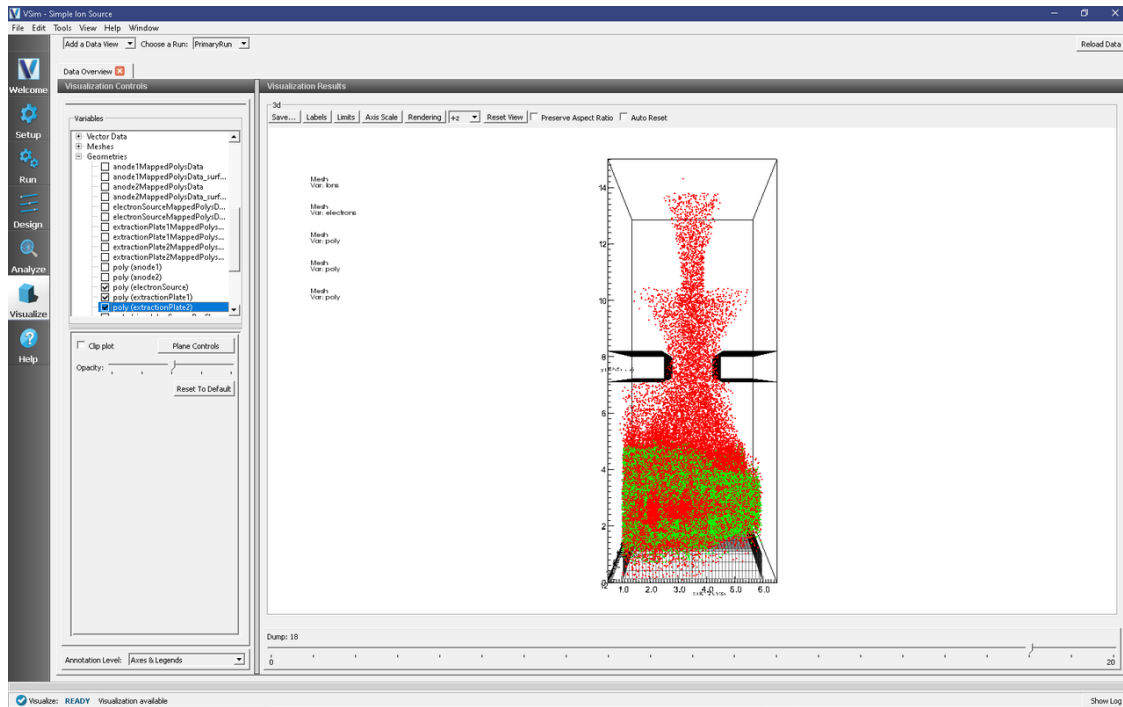 VSim - Simple Ion Source
File Edit Tools View Help Window
Add a Data View Choose a Run: PrimaryRun Reload Data
Data Overview
Welcome
Setup
Run
Design
Analyze
Visualize
Help
Visualization Controls
Variables
Vector Data
Meshes
Geometries
anode1MappedPolysData
anode1MappedPolysData_surf...
anode2MappedPolysData
anode2MappedPolysData_surf...
electronSourceMappedPolysD...
electronSourceMappedPolysD...
extractionPlate1MappedPolys...
extractionPlate1MappedPolys...
extractionPlate2MappedPolys...
extractionPlate2MappedPolys...
poly (anode1)
poly (anode2)
poly (electronSource)
poly (extractionPlate1)
poly (extractionPlate2)
Clip plot Plane Controls
Opacity:
Reset To Default
Annotation Level: Axes & Legends
Visualization Results
3d
Save... Labels Limits Axis Scale Rendering +z Reset View Preserve Aspect Ratio Auto Reset
Mesh
Var: ions
Mesh
Var: electrons
Mesh
Var: poly
Mesh
Var: poly
Mesh
Var: poly
14
12
10
8
6
4
2
1.0 2.0 3.0 4.0 5.0 6.0
Dump: 18
0 20
Visualize: READY Visualization available Show Log